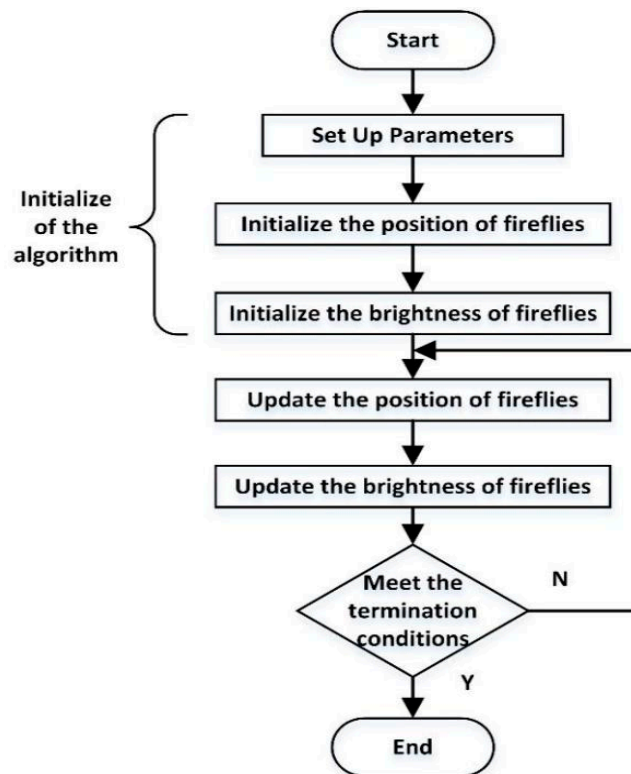 Start
Set Up Parameters
Initialize
of the
algorithm
Initialize the position of fireflies
Initialize the brightness of fireflies
Update the position of fireflies
Update the brightness of fireflies
Meet the
termination
conditions
N
Y
End